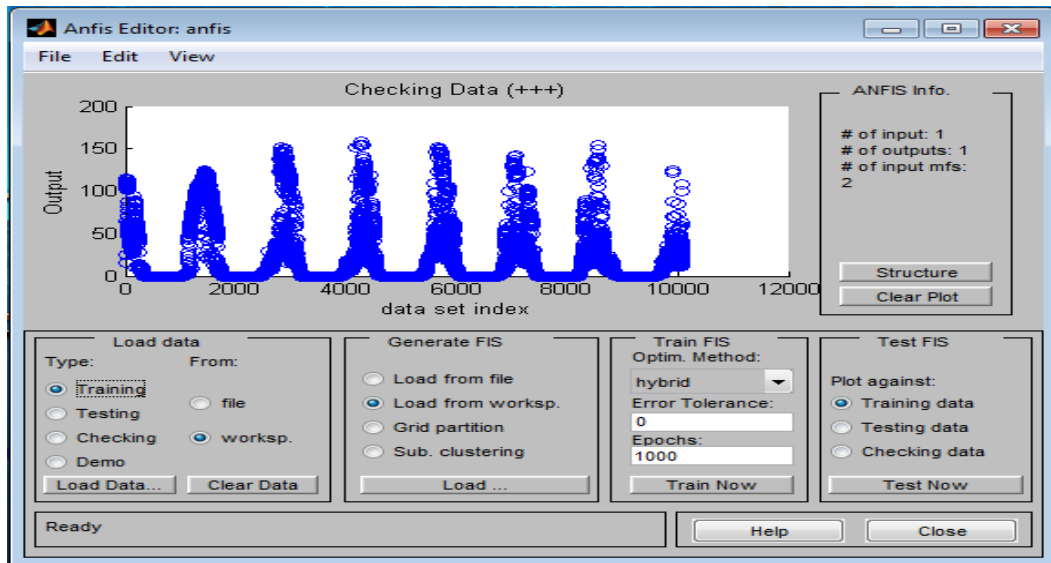 Anfis Editor: anfis
File Edit View
Checking Data (+++)
200
150
100
50
0
Output
0 2000 4000 6000 8000 10000 12000
data set index
ANFIS Info.
# of input: 1
# of outputs: 1
# of input mfs:
2
Structure
Clear Plot
Load data
Type: From:
Training
Testing
Checking
Demo
file
worksp.
Load Data... Clear Data
Generate FIS
Load from file
Load from worksp.
Grid partition
Sub. clustering
Load ...
Train FIS
Optim. Method:
hybrid
Error Tolerance:
0
Epochs:
1000
Train Now
Test FIS
Plot against:
Training data
Testing data
Checking data
Test Now
Ready
Help Close